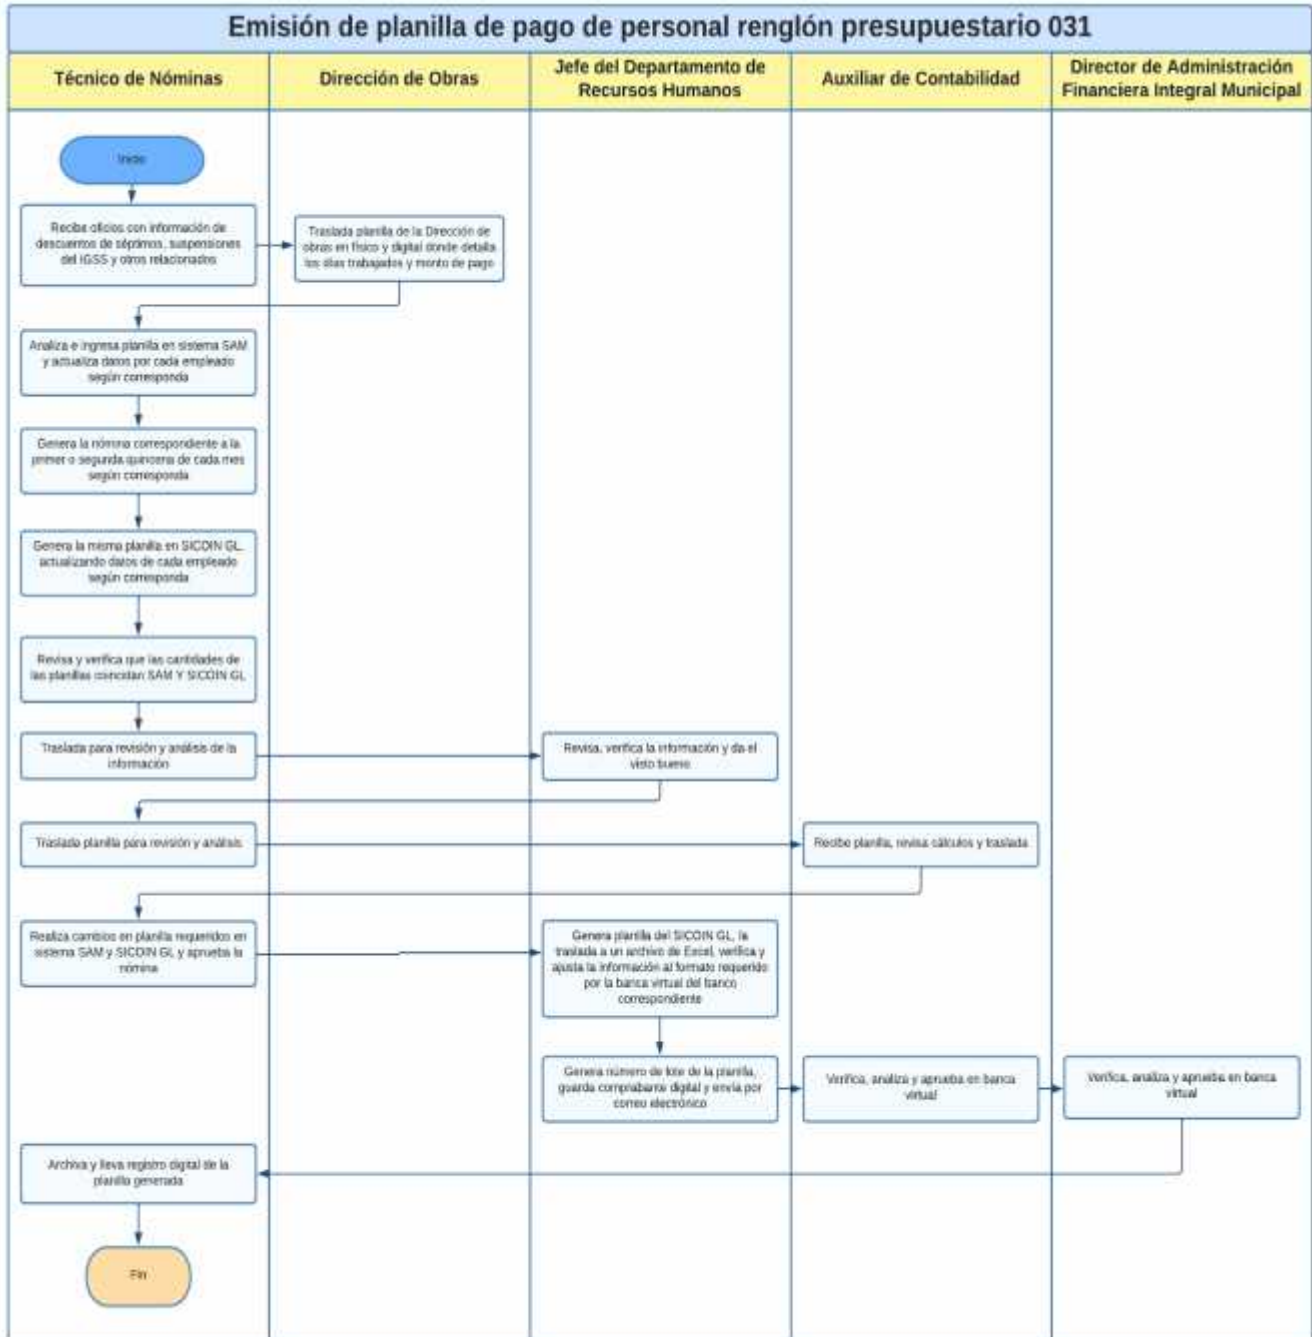 Emisión de planilla de pago de personal renglón presupuestario 031
Técnico de Nóminas
Dirección de Obras
Jefe del Departamento de
Recursos Humanos
Auxiliar de Contabilidad
Director de Administración
Financiera Integral Municipal
Inicio
Recibe oficios con información de
descuentos de séptimos, suspensiones
del IGSS y otros relacionados
Traslada planilla de la Dirección de
obras en físico y digital donde detalla
los días trabajados y monto de pago
Analiza e ingresa planilla en sistema SAM
y actualiza datos por cada empleado
según corresponda
Genera la nómina correspondiente a la
primer o segunda quincena de cada mes
según corresponda
Genera la misma planilla en SICOIN GL,
actualizando datos de cada empleado
según corresponda
Revisa y verifica que las cantidades de
las planillas coincidan SAM Y SICOIN GL
Traslada para revisión y análisis de la
información
Revisa, verifica la información y da el
visto bueno
Traslada planilla para revisión y análisis
Recibe planilla, revisa cálculos y traslada
Realiza cambios en planilla requeridos en
sistema SAM y SICOIN GL y aprueba la
nómina
Genera planilla del SICOIN GL, la
traslada a un archivo de Excel, verifica y
ajusta la información al formato requerido
por la banca virtual del banco
correspondiente
Genera número de lote de la planilla,
guarda comprobante digital y envía por
correo electrónico
Verifica, analiza y aprueba en banca
virtual
Verifica, analiza y aprueba en banca
virtual
Archiva y lleva registro digital de la
planilla generada
Fin